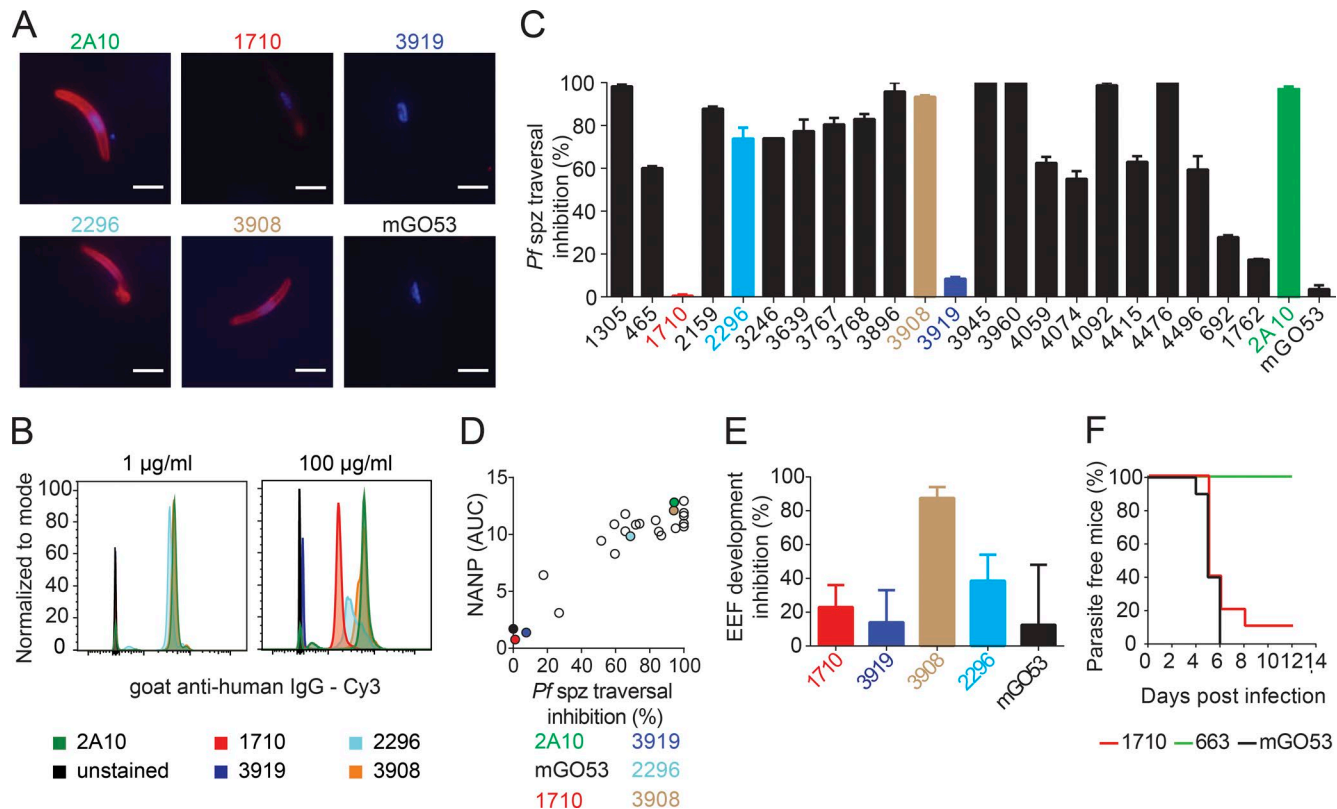 A
2A10 1710 3919
2296 3908 mGO53
B
1 µg/ml 100 µg/ml
Normalized to mode
100
80
60
40
20
0
goat anti-human IgG - Cy3
2A10 1710 2296
unstained 3919 3908
C
Pf spz traversal
inhibition (%)
100
80
60
40
20
0
1305 465 1710 2159 2296 3246 3639 3767 3768 3896 3908 3919 3945 3960 4059 4074 4092 4415 4476 4496 692 1762 2A10 mGO53
D
NANP (AUC)
15
10
5
0
0 20 40 60 80 100
Pf spz traversal
inhibition (%)
2A10 3919
mGO53 2296
1710 3908
E
EEF development
inhibition (%)
100
80
60
40
20
0
1710 3919 3908 2296 mGO53
F
Parasite free mice (%)
100
80
60
40
20
0
0 2 4 6 8 10 12 14
Days post infection
1710 663 mGO53